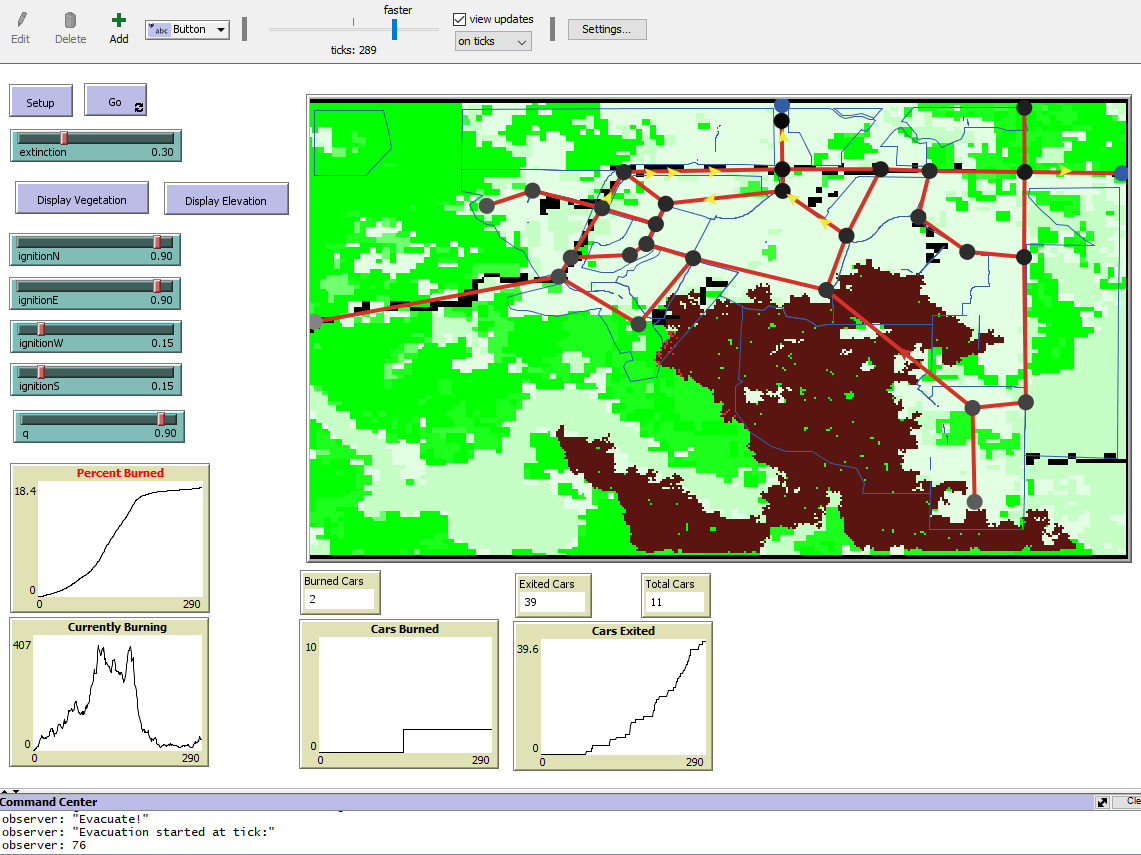 faster
Edit
Delete
Add
abc Button
view updates
on ticks
Settings...
ticks: 289
Setup
Go
extinction 0.30
Display Vegetation
Display Elevation
ignitionN 0.90
ignitionE 0.90
ignitionW 0.15
ignitionS 0.15
q 0.90
Percent Burned
18.4
0
0
290
Currently Burning
407
0
0
290
Burned Cars
2
Exited Cars
39
Total Cars
11
Cars Burned
10
0
0
290
Cars Exited
39.6
0
0
290
Command Center
observer: "Evacuate!"
observer: "Evacuation started at tick:"
observer: 76